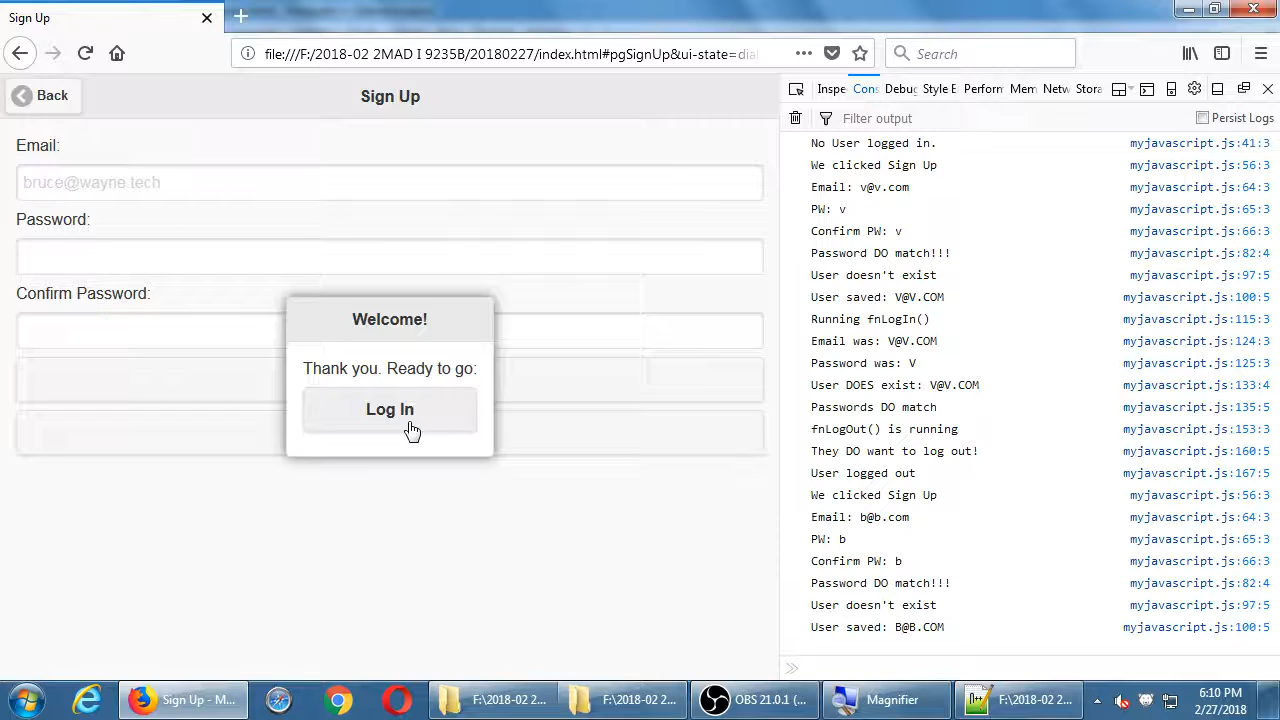 Sign Up
file:///F:/2018-02 2MAD I 9235B/20180227/index.html#pgSignUp&ui-state=dia
Search
Back
Sign Up
Email:
bruce@wayne.tech
Password:
Confirm Password:
Welcome!
Thank you. Ready to go:
Log In
Inspe
Cons
Debug
Style E
Perform
Mem
Netw
Stora
Filter output
Persist Logs
No User logged in. myjavascript.js:41:3
We clicked Sign Up myjavascript.js:56:3
Email: v@v.com myjavascript.js:64:3
PW: v myjavascript.js:65:3
Confirm PW: v myjavascript.js:66:3
Password DO match!!! myjavascript.js:82:4
User doesn't exist myjavascript.js:97:5
User saved: V@V.COM myjavascript.js:100:5
Running fnLogIn() myjavascript.js:115:3
Email was: V@V.COM myjavascript.js:124:3
Password was: V myjavascript.js:125:3
User DOES exist: V@V.COM myjavascript.js:133:4
Passwords DO match myjavascript.js:135:5
fnLogOut() is running myjavascript.js:153:3
They DO want to log out! myjavascript.js:160:5
User logged out myjavascript.js:167:5
We clicked Sign Up myjavascript.js:56:3
Email: b@b.com myjavascript.js:64:3
PW: b myjavascript.js:65:3
Confirm PW: b myjavascript.js:66:3
Password DO match!!! myjavascript.js:82:4
User doesn't exist myjavascript.js:97:5
User saved: B@B.COM myjavascript.js:100:5
Sign Up - M...
F:\2018-02 2...
F:\2018-02 2...
OBS 21.0.1 (...
Magnifier
F:\2018-02 2...
6:10 PM
2/27/2018